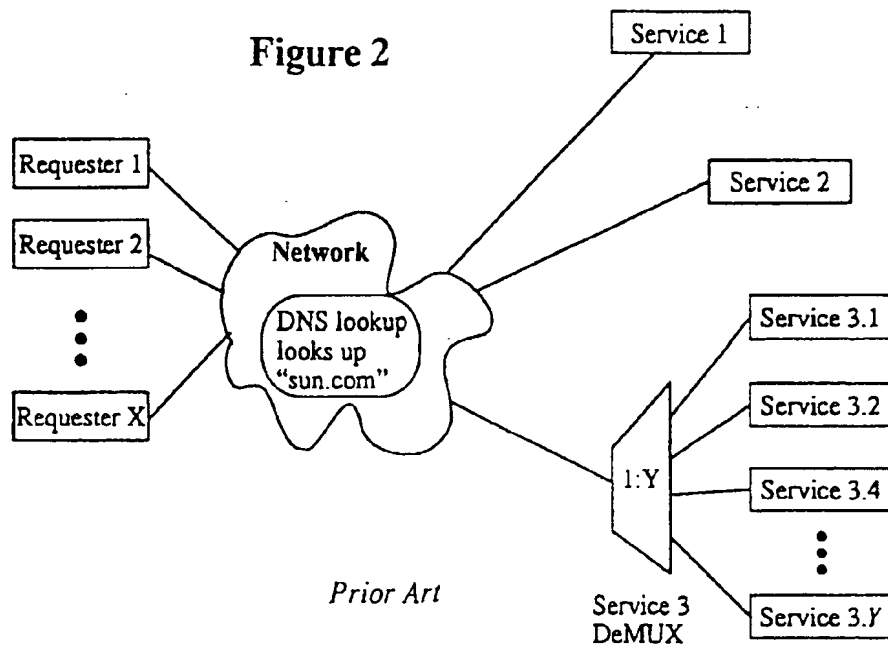 Figure 2
Service 1
Requester 1
Service 2
Requester 2
Network
DNS lookup
looks up
“sun.com”
Service 3.1
Requester X
Service 3.2
1:Y
Service 3.4
Prior Art
Service 3
DeMUX
Service 3.Y